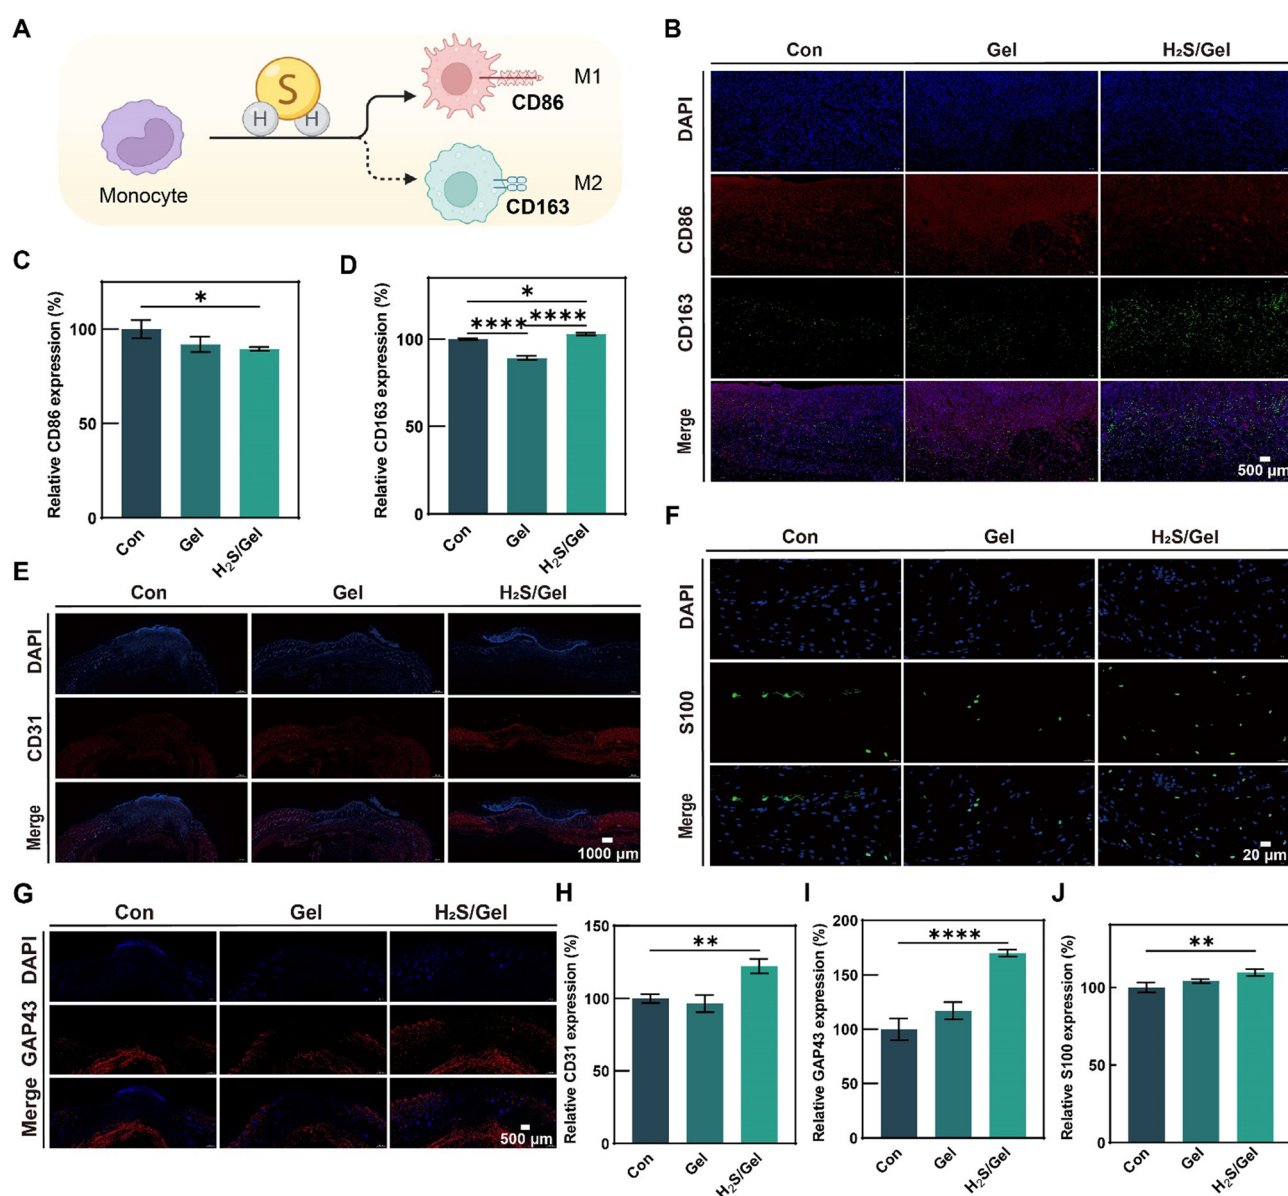 A
S
H
H
Monocyte
M1
CD86
M2
CD163
B
Con Gel H₂S/Gel
DAPI
CD86
CD163
Merge
500 μm
C
Relative CD86 expression (%)
100
50
0
*
Con Gel H₂S/Gel
D
Relative CD163 expression (%)
100
50
0
*
**** ****
Con Gel H₂S/Gel
E
Con Gel H₂S/Gel
DAPI
CD31
Merge
1000 μm
F
Con Gel H₂S/Gel
DAPI
S100
Merge
20 μm
G
Con Gel H₂S/Gel
DAPI
GAP43
Merge
500 μm
H
Relative CD31 expression (%)
150
100
50
0
**
Con Gel H₂S/Gel
I
Relative GAP43 expression (%)
200
150
100
50
0
****
Con Gel H₂S/Gel
J
Relative S100 expression (%)
100
50
0
**
Con Gel H₂S/Gel